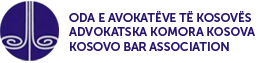 ODA E AVOKATËVE TË KOSOVËS
ADVOKATSKA KOMORA KOSOVA
KOSOVO BAR ASSOCIATION